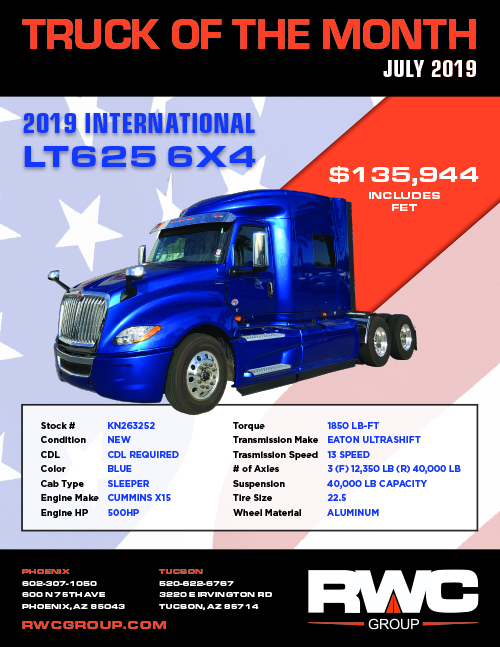 TRUCK OF THE MONTH
JULY 2019
2019 INTERNATIONAL
LT625 6X4
$135,944
INCLUDES
FET
Stock # KN263252
Condition NEW
CDL CDL REQUIRED
Color BLUE
Cab Type SLEEPER
Engine Make CUMMINS X15
Engine HP 500HP
Torque 1850 LB-FT
Transmission Make EATON ULTRASHIFT
Trasmission Speed 13 SPEED
# of Axles 3 (F) 12,350 LB (R) 40,000 LB
Suspension 40,000 LB CAPACITY
Tire Size 22.5
Wheel Material ALUMINUM
PHOENIX
602-307-1050
600 N 75TH AVE
PHOENIX, AZ 85043
TUCSON
520-622-6767
3220 E IRVINGTON RD
TUCSON, AZ 85714
RWCGROUP.COM
RWC
GROUP